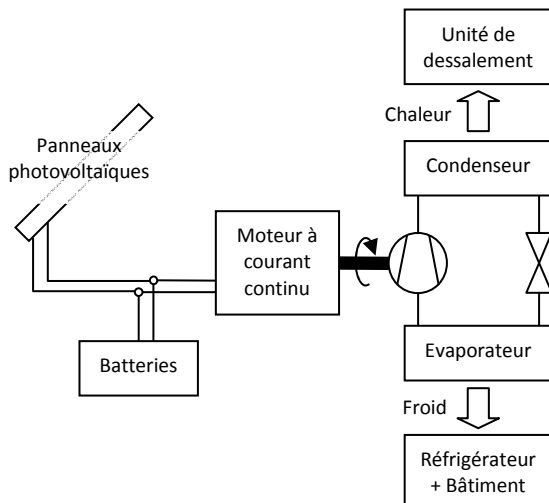 Unité de
dessalement
Chaleur
Panneaux
photovoltaïques
Condenseur
Moteur à
courant
continu
Batteries
Evaporateur
Froid
Réfrigérateur
+ Bâtiment